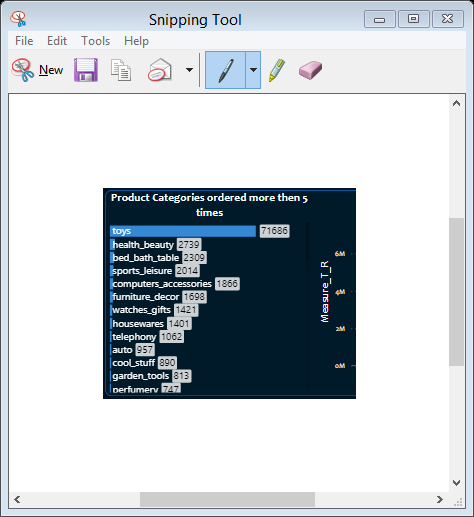 Snipping Tool
File Edit Tools Help
New
Product Categories ordered more then 5
times
toys 71686
health_beauty 2739
bed_bath_table 2309
sports_leisure 2014
computers_accessories 1866
furniture_decor 1698
watches_gifts 1421
housewares 1401
telephony 1062
auto 957
cool_stuff 890
garden_tools 813
perfumery 747
Measure_T_R
6M
4M
2M
0M